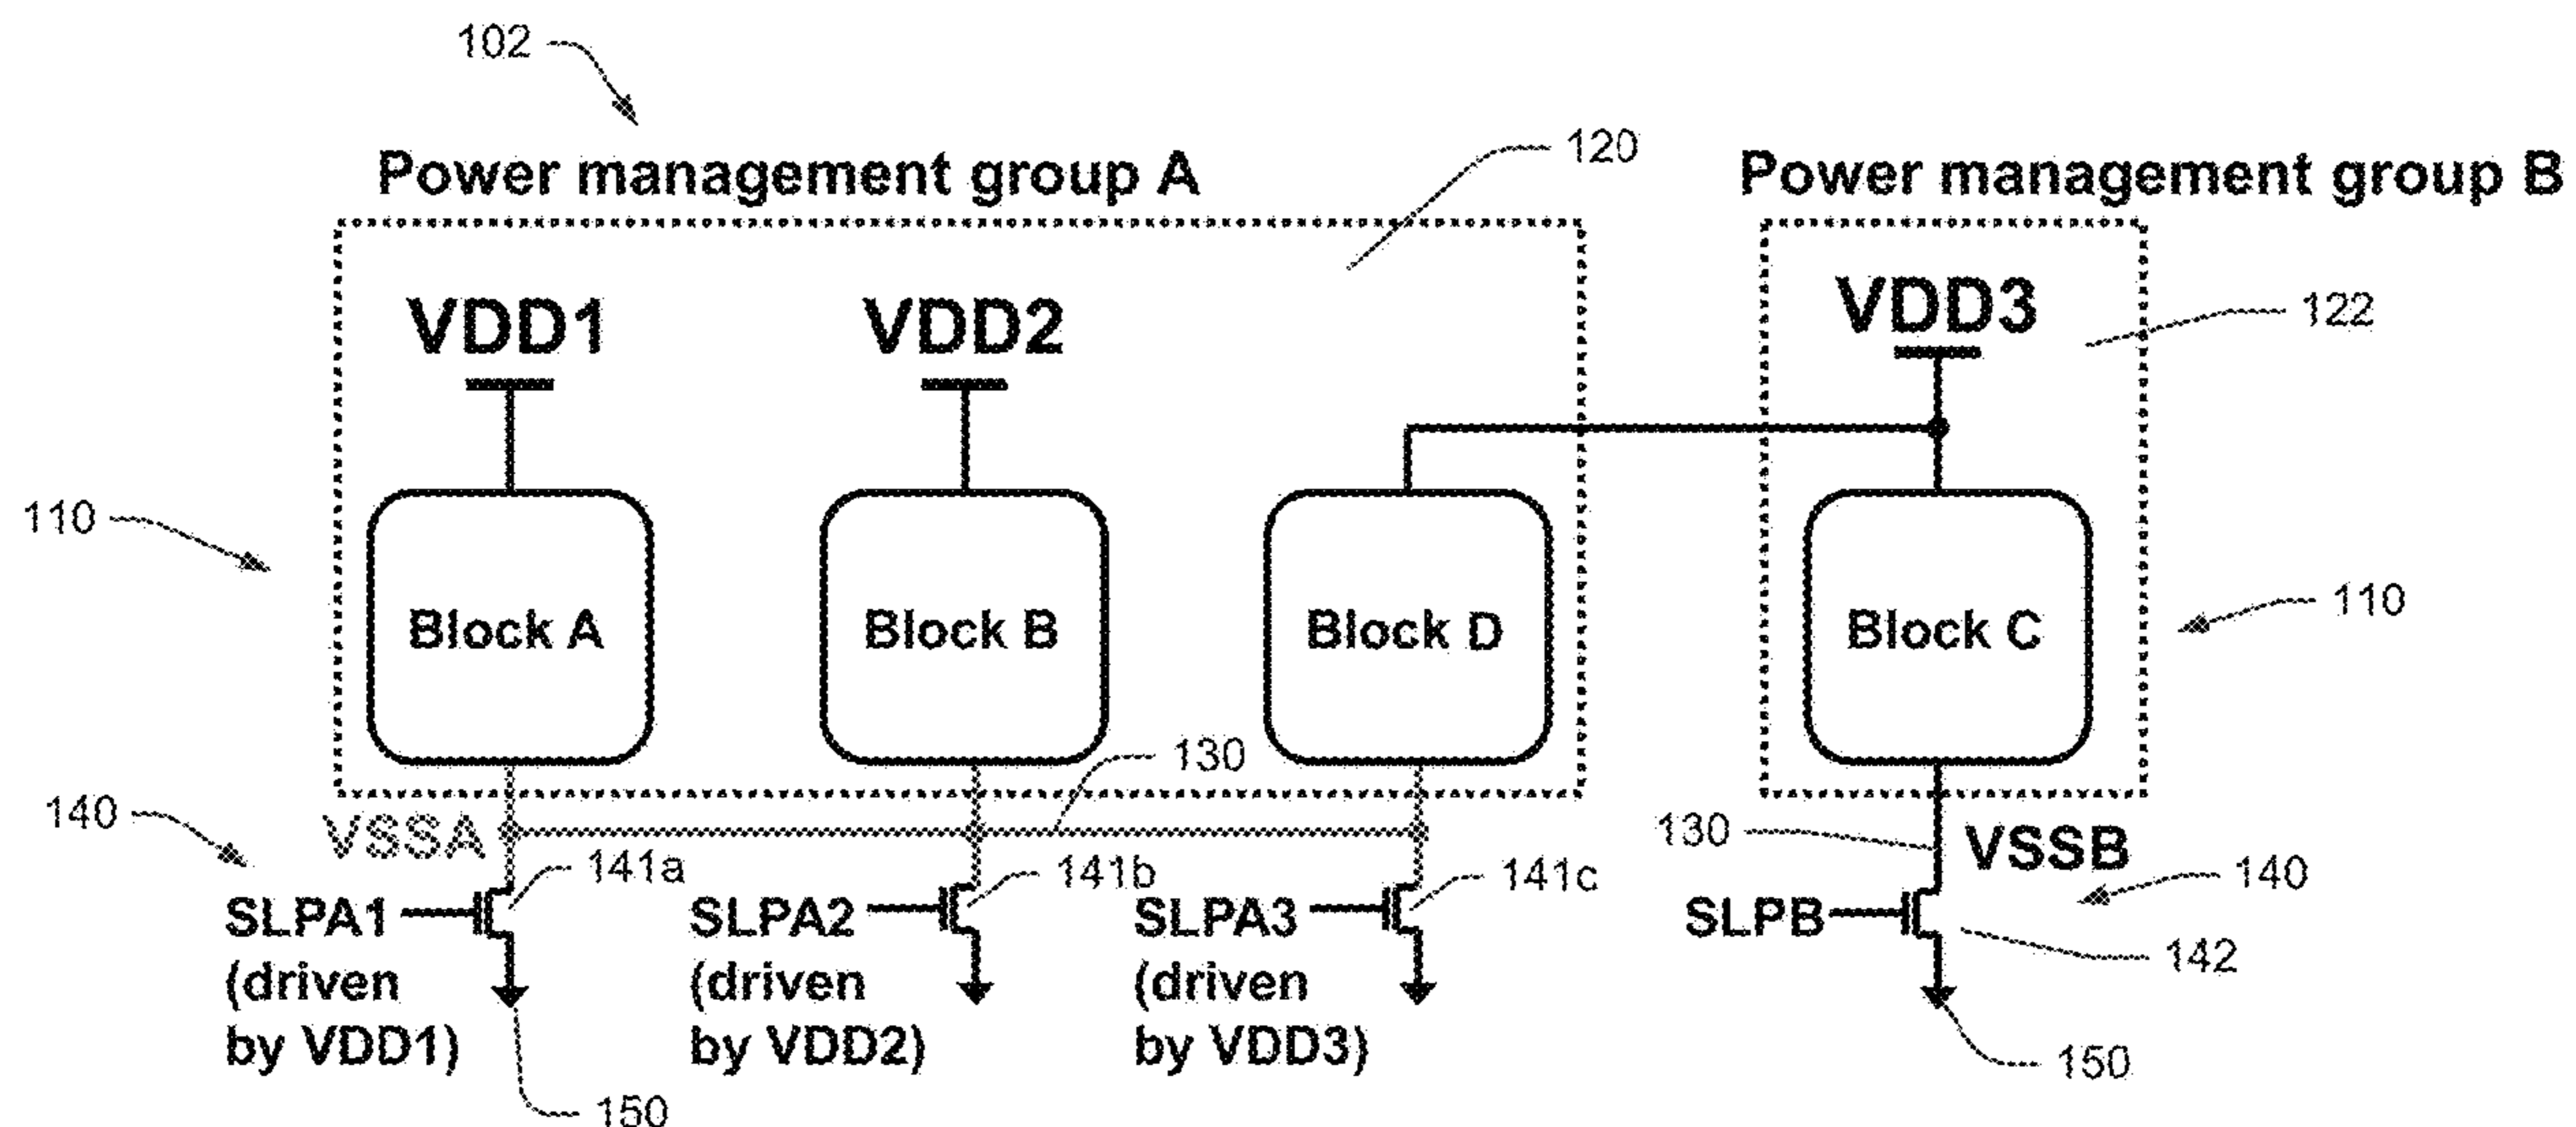 102
Power management group A
120
Power management group B
VDD1
VDD2
VDD3
122
110
Block A
Block B
Block D
Block C
110
130
140
VSSA
141a
141b
141c
130
VSSB
140
SLPA1
(driven
by VDD1)
SLPA2
(driven
by VDD2)
SLPA3
(driven
by VDD3)
SLPB
142
150
150